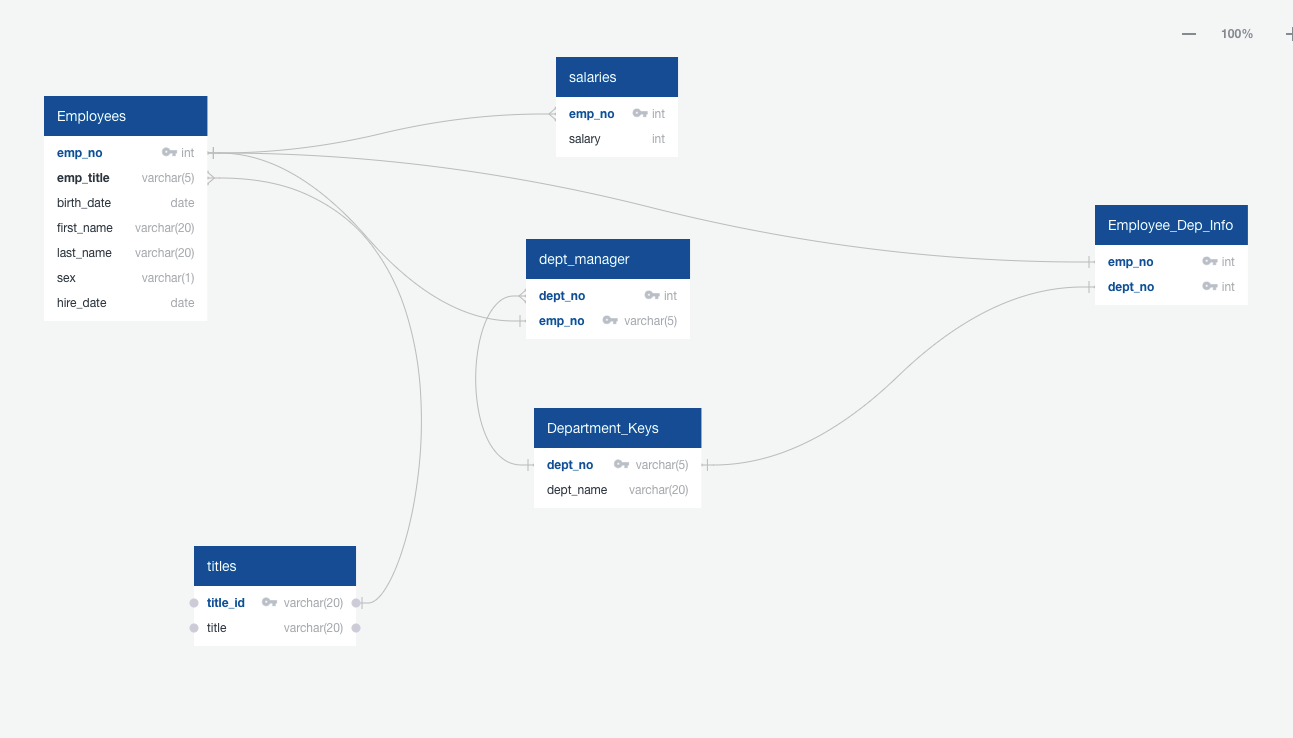 100%
salaries
emp_no int
salary int
Employees
emp_no int
emp_title varchar(5)
birth_date date
first_name varchar(20)
last_name varchar(20)
sex varchar(1)
hire_date date
Employee_Dep_Info
emp_no int
dept_no int
dept_manager
dept_no int
emp_no varchar(5)
Department_Keys
dept_no varchar(5)
dept_name varchar(20)
titles
title_id varchar(20)
title varchar(20)